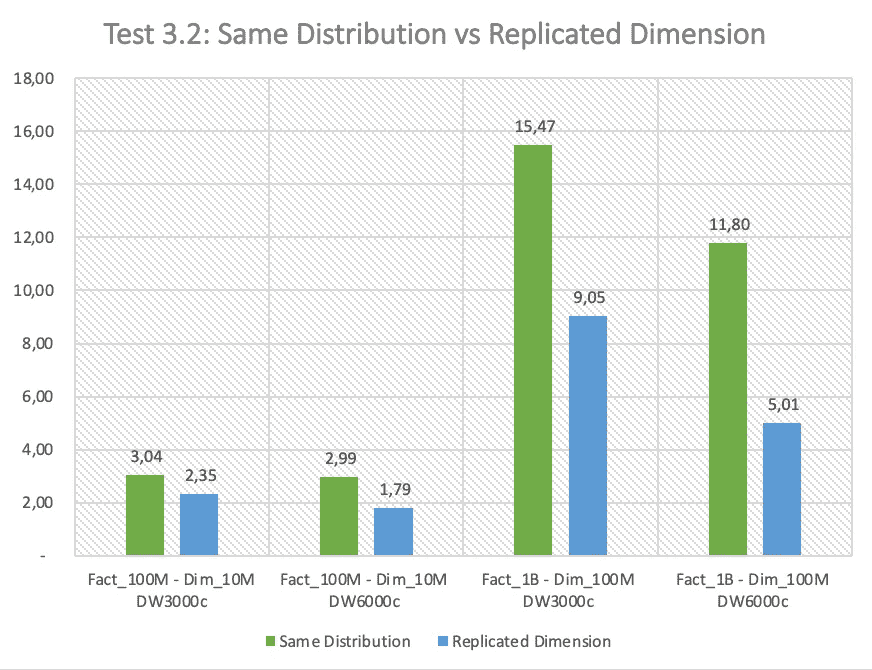 Test 3.2: Same Distribution vs Replicated Dimension
18,00
16,00
14,00
12,00
10,00
8,00
6,00
4,00
2,00
-
3,04
2,35
2,99
1,79
15,47
9,05
11,80
5,01
Fact_100M - Dim_10M
DW3000c
Fact_100M - Dim_10M
DW6000c
Fact_1B - Dim_100M
DW3000c
Fact_1B - Dim_100M
DW6000c
Same Distribution
Replicated Dimension